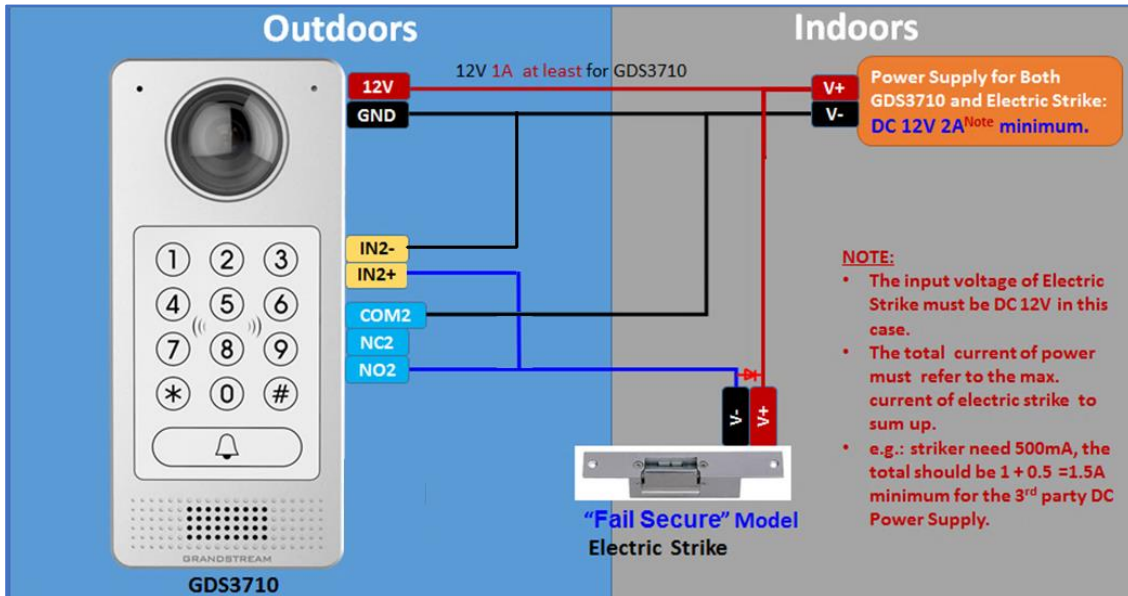 Outdoors
Indoors
12V 1A at least for GDS3710
12V
GND
V+
V-
Power Supply for Both
GDS3710 and Electric Strike:
DC 12V 2ANote minimum.
IN2-
IN2+
COM2
NC2
NO2
1 2 3
4 5 6
7 8 9
* 0 #
GRANDSTREAM
GDS3710
V-
V+
"Fail Secure" Model
Electric Strike
NOTE:
• The input voltage of Electric
Strike must be DC 12V in this
case.
• The total current of power
must refer to the max.
current of electric strike to
sum up.
• e.g.: striker need 500mA, the
total should be 1 + 0.5 =1.5A
minimum for the 3rd party DC
Power Supply.